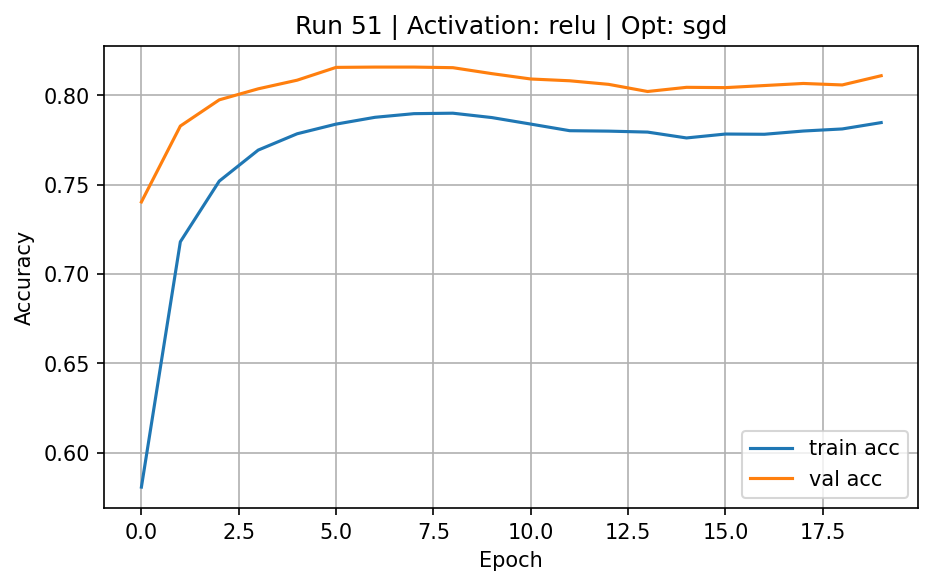 Run 51 | Activation: relu | Opt: sgd
Accuracy
0.80
0.75
0.70
0.65
0.60
train acc
val acc
0.0 2.5 5.0 7.5 10.0 12.5 15.0 17.5
Epoch